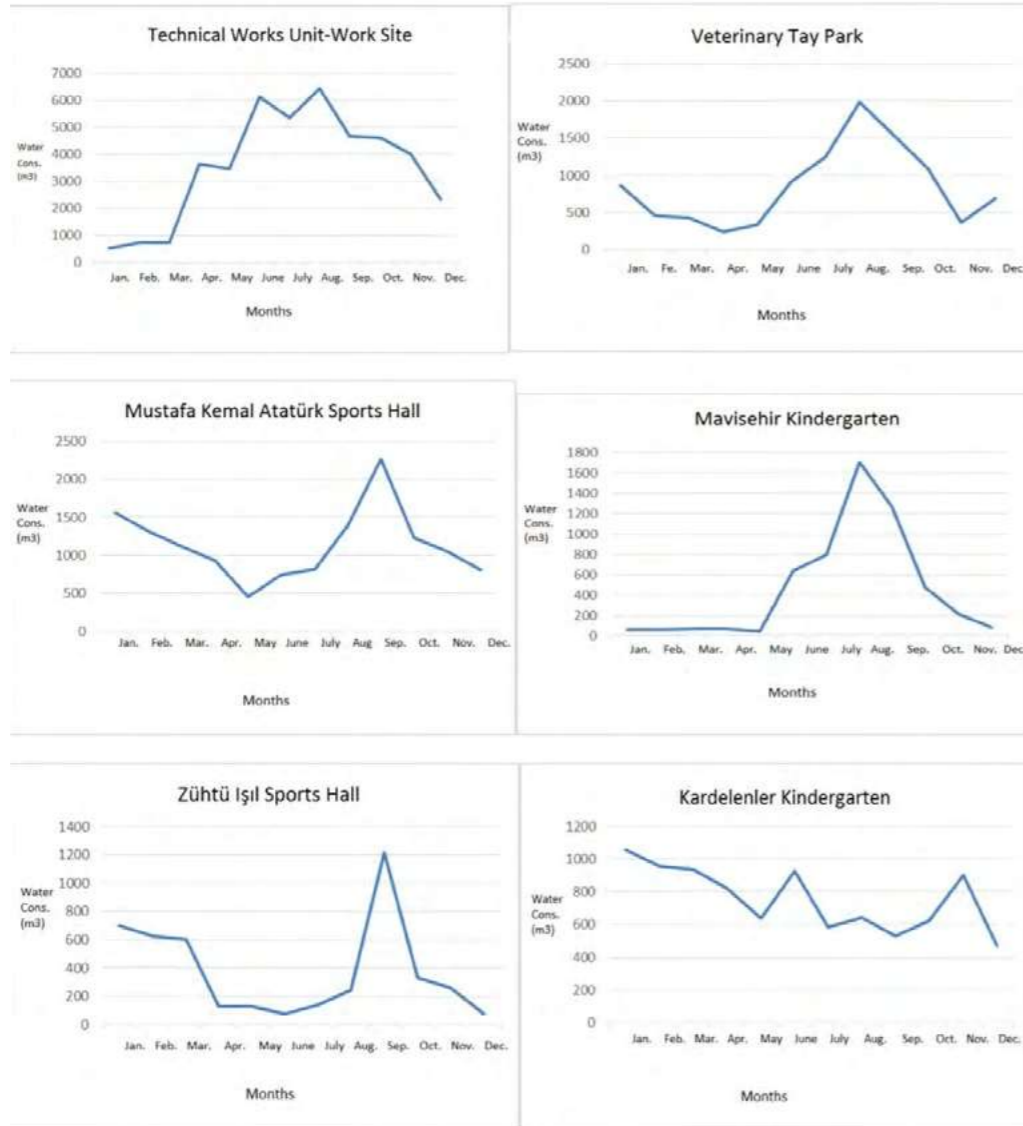 Technical Works Unit-Work Sİte
7000
6000
5000
4000
3000
2000
1000
0
Water
Cons.
(m3)
Jan. Feb. Mar. Apr. May June July Aug. Sep. Oct. Nov. Dec.
Months
Veterinary Tay Park
2500
2000
1500
1000
500
0
Water
Cons.
(m3)
Jan. Fe. Mar. Apr. May June July Aug. Sep. Oct. Nov. Dec
Months
Mustafa Kemal Atatürk Sports Hall
2500
2000
1500
1000
500
0
Water
Cons.
(m3)
Jan. Feb. Mar. Apr. May June July Aug Sep. Oct. Nov. Dec.
Months
Mavisehir Kindergarten
1800
1600
1400
1200
1000
800
600
400
200
0
Water
Cons.
(m3)
Jan. Feb. Mar. Apr. May June July Aug. Sep. Oct. Nov. Dec
Months
Zühtü Işıl Sports Hall
1400
1200
1000
800
600
400
200
0
Water
Cons.
(m3)
Jan. Feb. Mar. Apr. May June July Aug. Sep. Oct. Nov. Dec.
Months
Kardelenler Kindergarten
1200
1000
800
600
400
200
0
Water
Cons.
(m3)
Jan. Feb. Mar. Apr. May June July Aug. Sep. Oct. Nov. Dec.
Months